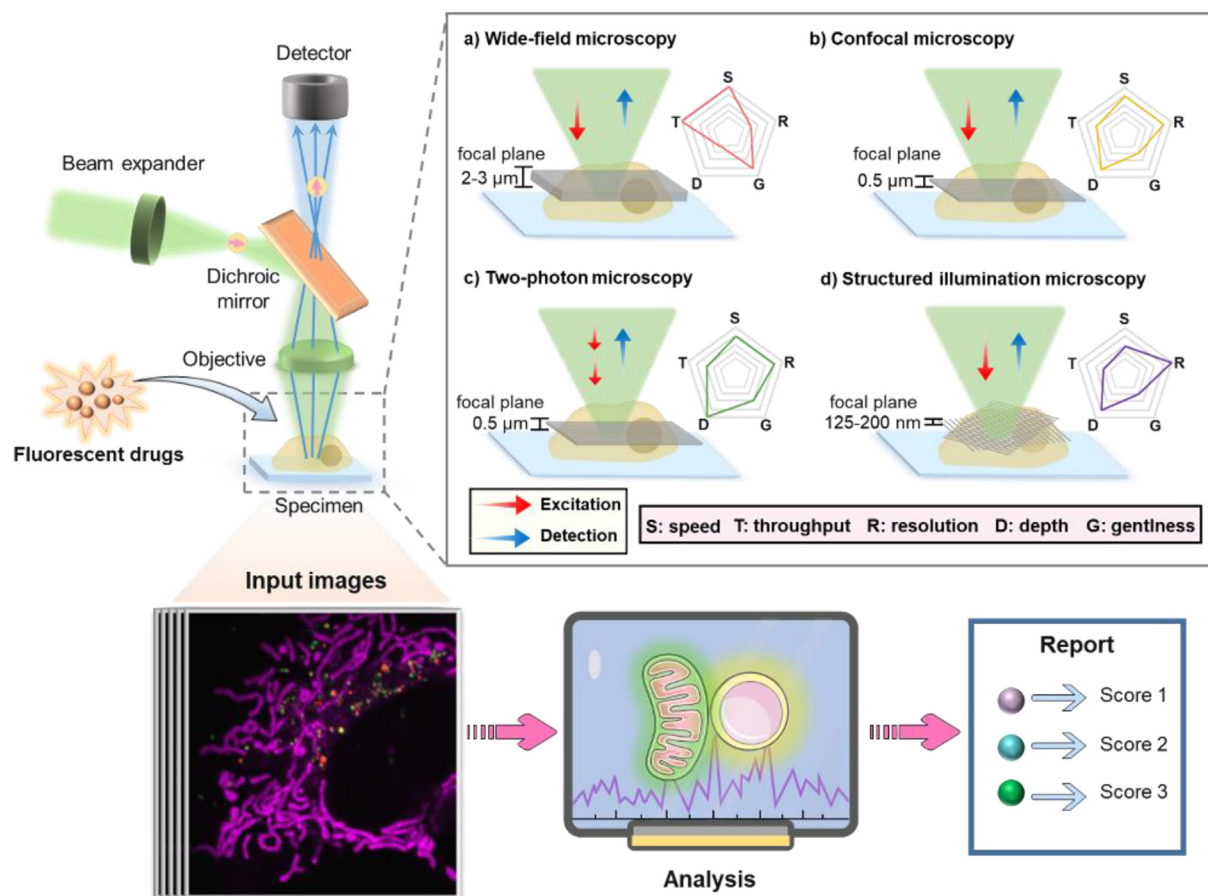 Detector
Beam expander
Dichroic
mirror
Objective
Fluorescent drugs
Specimen
a) Wide-field microscopy
S
T
R
D
G
focal plane
2-3 μm
b) Confocal microscopy
S
T
R
D
G
focal plane
0.5 μm
c) Two-photon microscopy
S
T
R
D
G
focal plane
0.5 μm
d) Structured illumination microscopy
S
T
R
D
G
focal plane
125-200 nm
Excitation
Detection
S: speed T: throughput R: resolution D: depth G: gentlness
Input images
Analysis
Report
Score 1
Score 2
Score 3